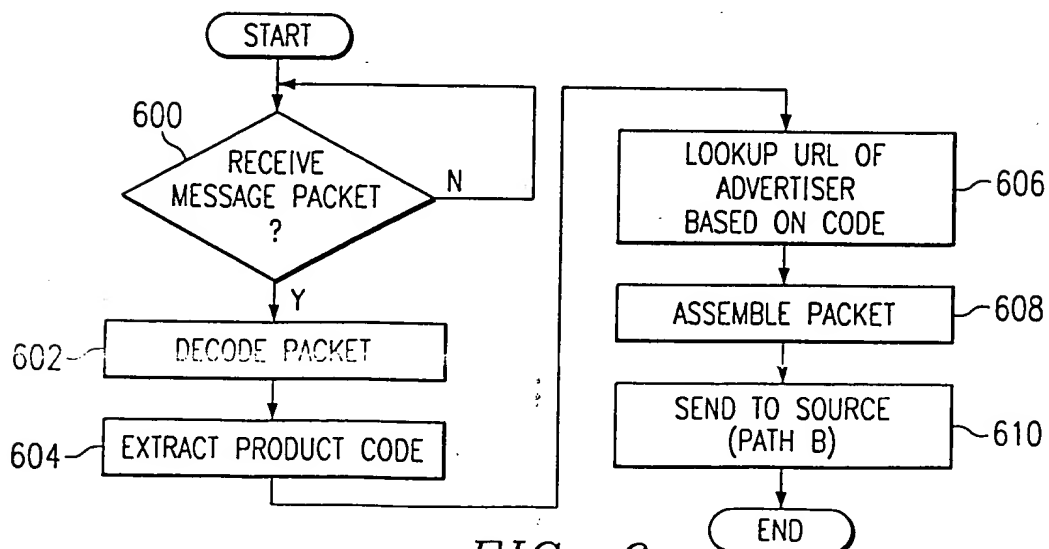 START
600
RECEIVE
MESSAGE PACKET
?
N
Y
602
DECODE PACKET
604
EXTRACT PRODUCT CODE
LOOKUP URL OF
ADVERTISER
BASED ON CODE
606
ASSEMBLE PACKET
608
SEND TO SOURCE
(PATH B)
610
END
FIG.